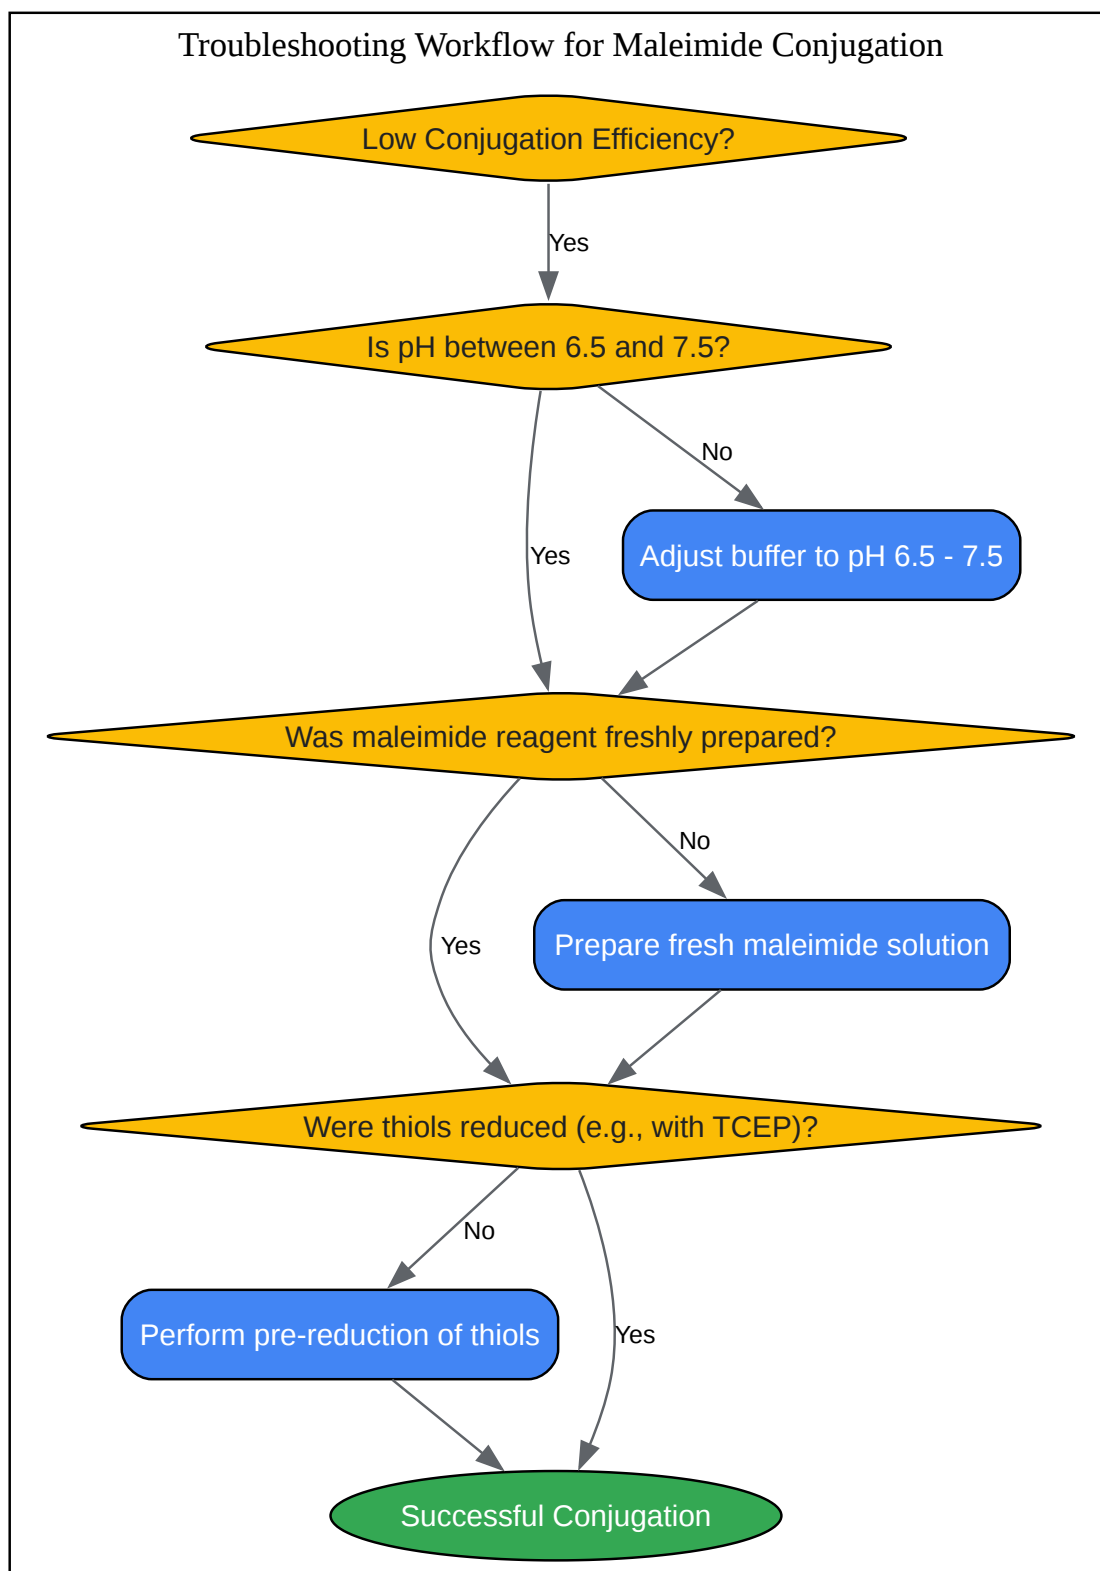 Troubleshooting Workflow for Maleimide Conjugation
Low Conjugation Efficiency?
Yes
Is pH between 6.5 and 7.5?
No
Yes
Adjust buffer to pH 6.5 - 7.5
Was maleimide reagent freshly prepared?
No
Yes
Prepare fresh maleimide solution
Were thiols reduced (e.g., with TCEP)?
No
Perform pre-reduction of thiols
Yes
Successful Conjugation